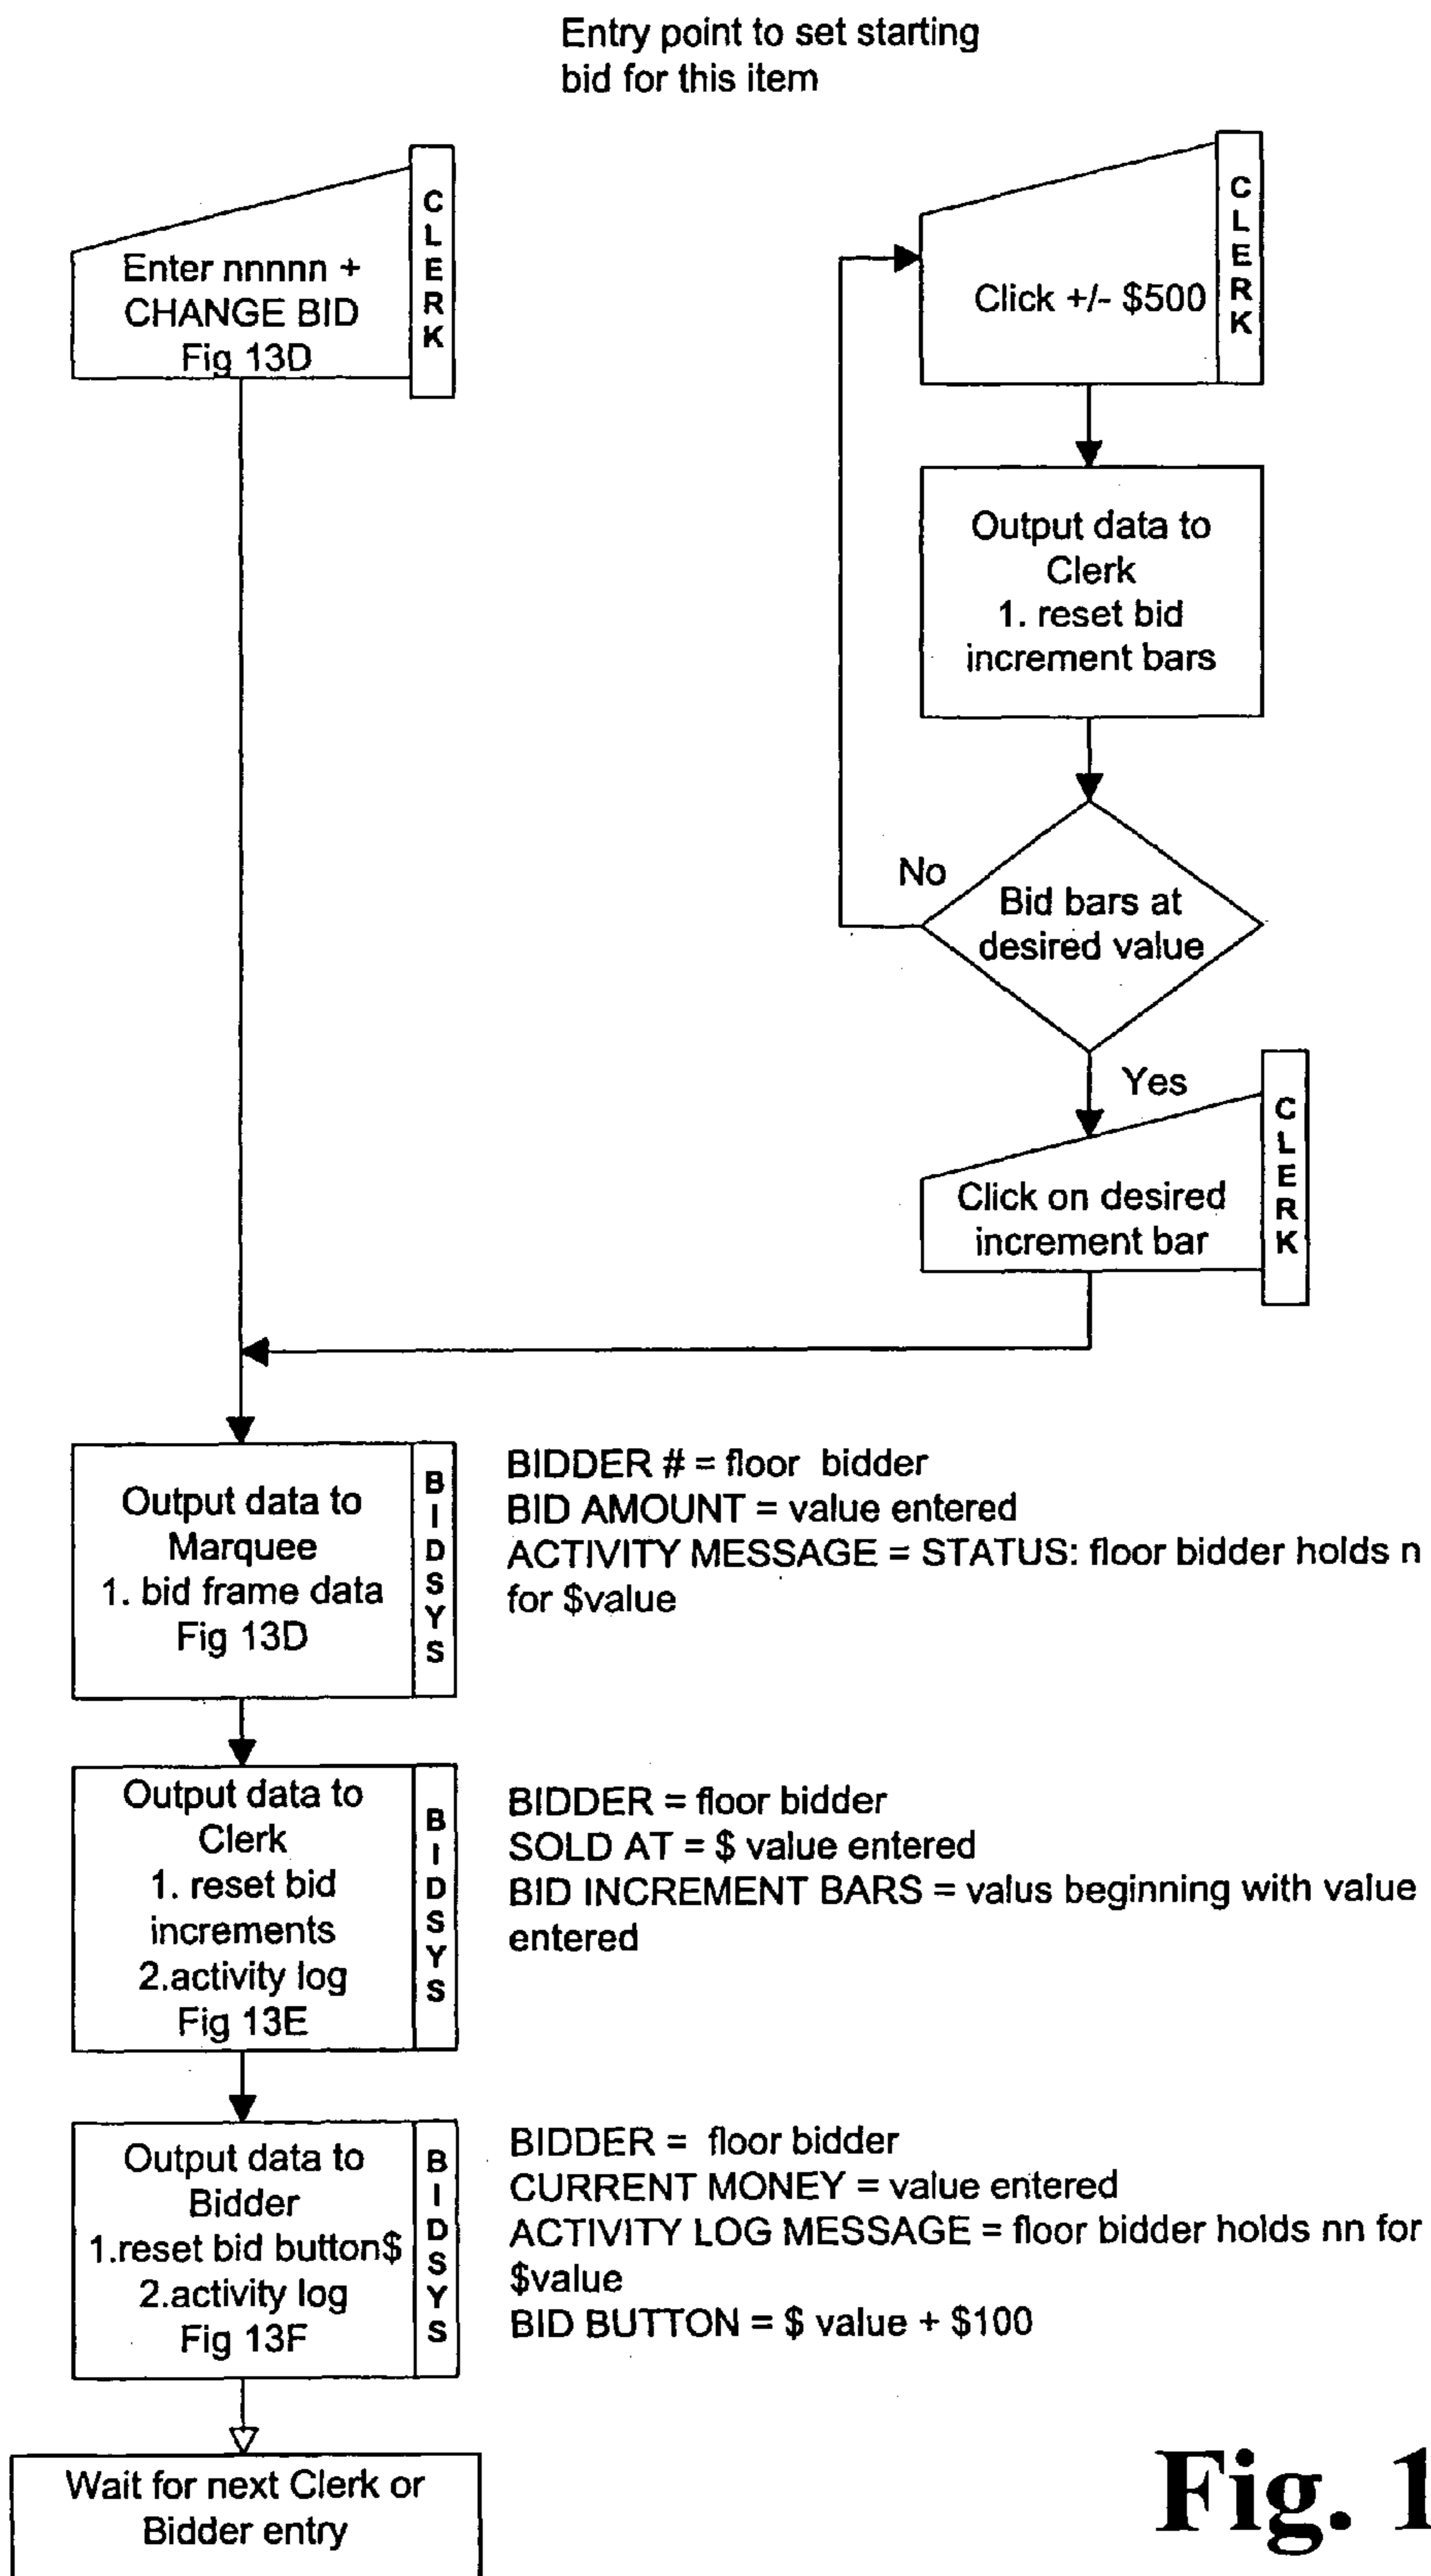 Entry point to set starting
bid for this item
CLERK
Enter nnnnn +
CHANGE BID
Fig 13D
CLERK
Click +/- $500
Output data to
Clerk
1. reset bid
increment bars
No
Bid bars at
desired value
Yes
CLERK
Click on desired
increment bar
Output data to
Marquee
1. bid frame data
Fig 13D
BIDSYS
BIDDER # = floor bidder
BID AMOUNT = value entered
ACTIVITY MESSAGE = STATUS: floor bidder holds n
for $value
Output data to
Clerk
1. reset bid
increments
2.activity log
Fig 13E
BIDSYS
BIDDER = floor bidder
SOLD AT = $ value entered
BID INCREMENT BARS = valus beginning with value
entered
Output data to
Bidder
1.reset bid button$
2.activity log
Fig 13F
BIDSYS
BIDDER = floor bidder
CURRENT MONEY = value entered
ACTIVITY LOG MESSAGE = floor bidder holds nn for
$value
BID BUTTON = $ value + $100
Wait for next Clerk or
Bidder entry
Fig. 1